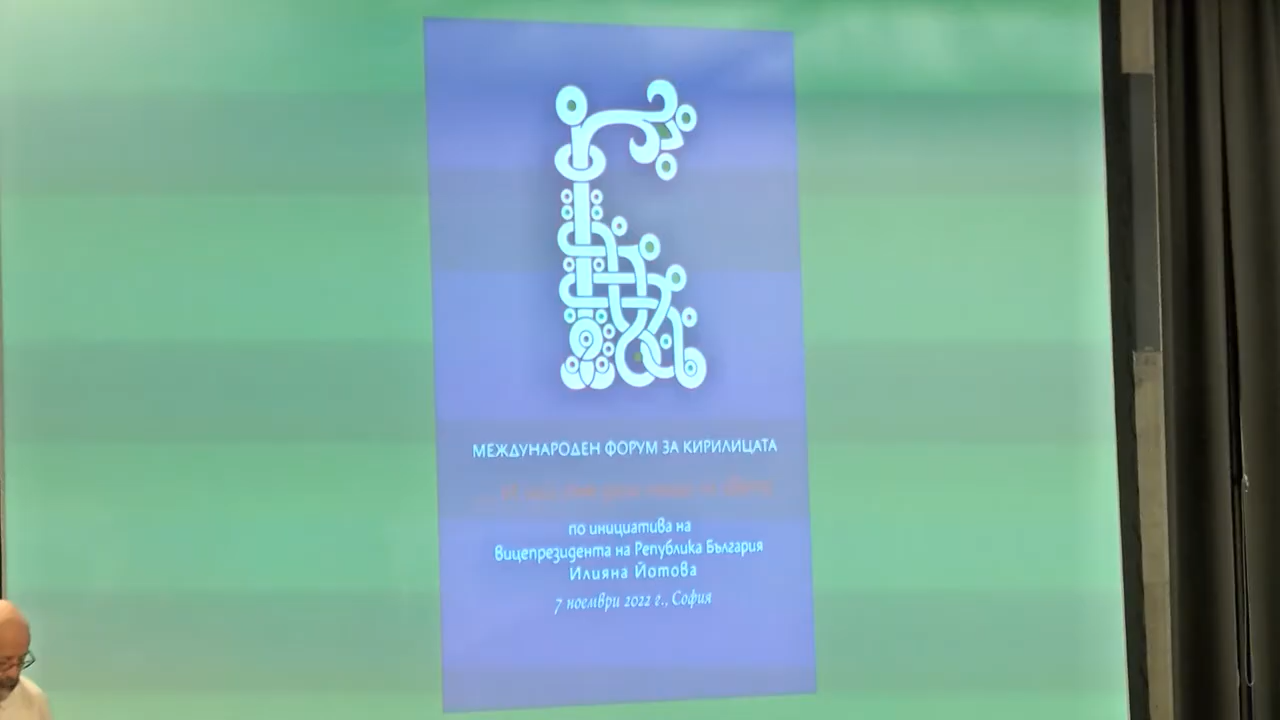 МЕЖДУНАРОДЕН ФОРУМ ЗА КИРИЛИЦАТА
по инициатива на
вицепрезидента на Република България
Илияна Йотова
7 ноември 2022 г., София